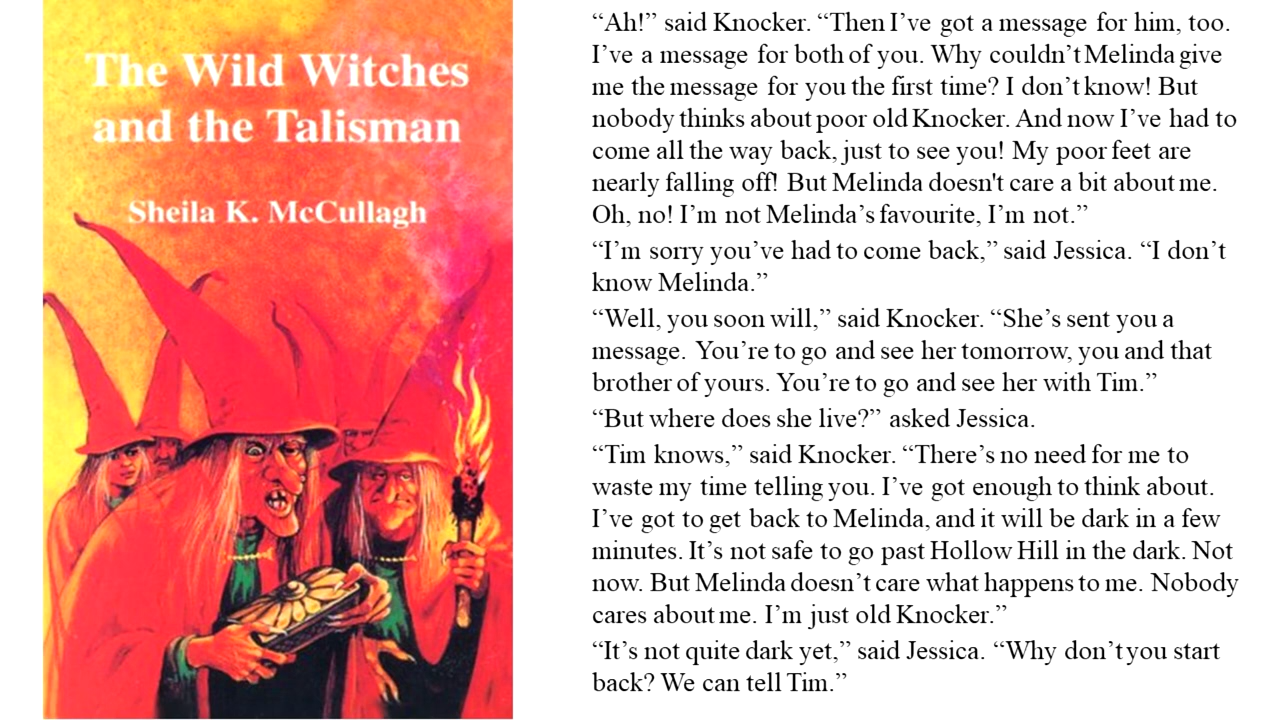 The Wild Witches
and the Talisman
Sheila K. McCullagh
“Ah!” said Knocker. “Then I’ve got a message for him, too.
I’ve a message for both of you. Why couldn’t Melinda give
me the message for you the first time? I don’t know! But
nobody thinks about poor old Knocker. And now I’ve had to
come all the way back, just to see you! My poor feet are
nearly falling off! But Melinda doesn't care a bit about me.
Oh, no! I’m not Melinda’s favourite, I’m not.”
“I’m sorry you’ve had to come back,” said Jessica. “I don’t
know Melinda.”
“Well, you soon will,” said Knocker. “She’s sent you a
message. You’re to go and see her tomorrow, you and that
brother of yours. You’re to go and see her with Tim.”
“But where does she live?” asked Jessica.
“Tim knows,” said Knocker. “There’s no need for me to
waste my time telling you. I’ve got enough to think about.
I’ve got to get back to Melinda, and it will be dark in a few
minutes. It’s not safe to go past Hollow Hill in the dark. Not
now. But Melinda doesn’t care what happens to me. Nobody
cares about me. I’m just old Knocker.”
“It’s not quite dark yet,” said Jessica. “Why don’t you start
back? We can tell Tim.”